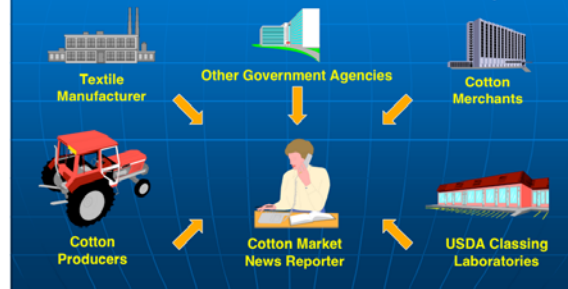 Textile
Manufacturer
Other Government Agencies
Cotton
Merchants
Cotton
Producers
Cotton Market
News Reporter
USDA Classing
Laboratories